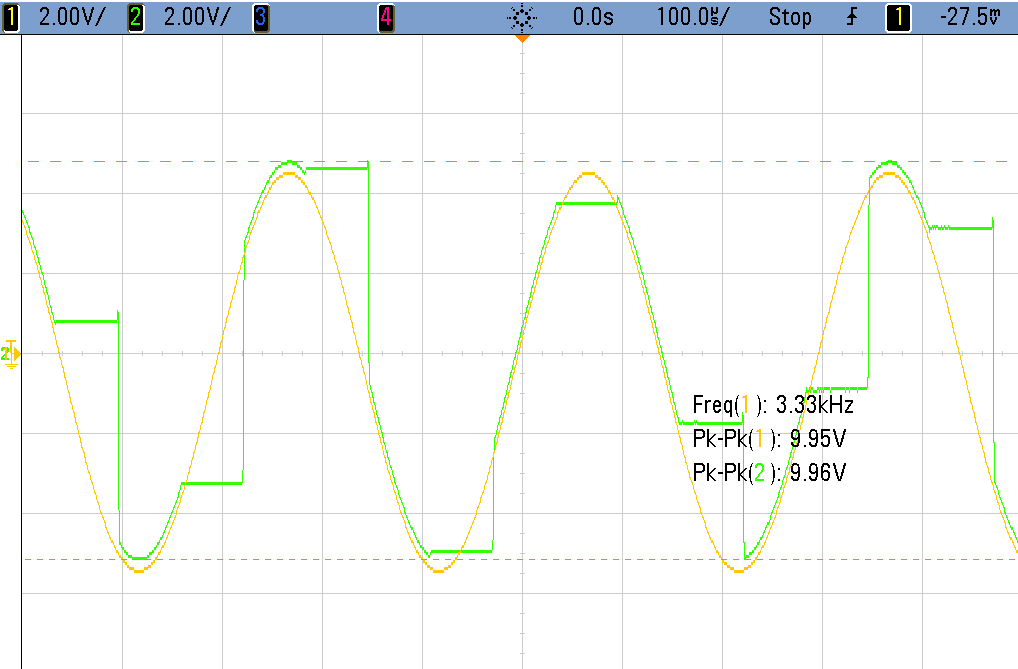 1 2.00V/ 2 2.00V/ 3 4 0.0s 100.0µs/ Stop 1 -27.5mV
2
Freq(1): 3.33kHz
Pk-Pk(1): 9.95V
Pk-Pk(2): 9.96V